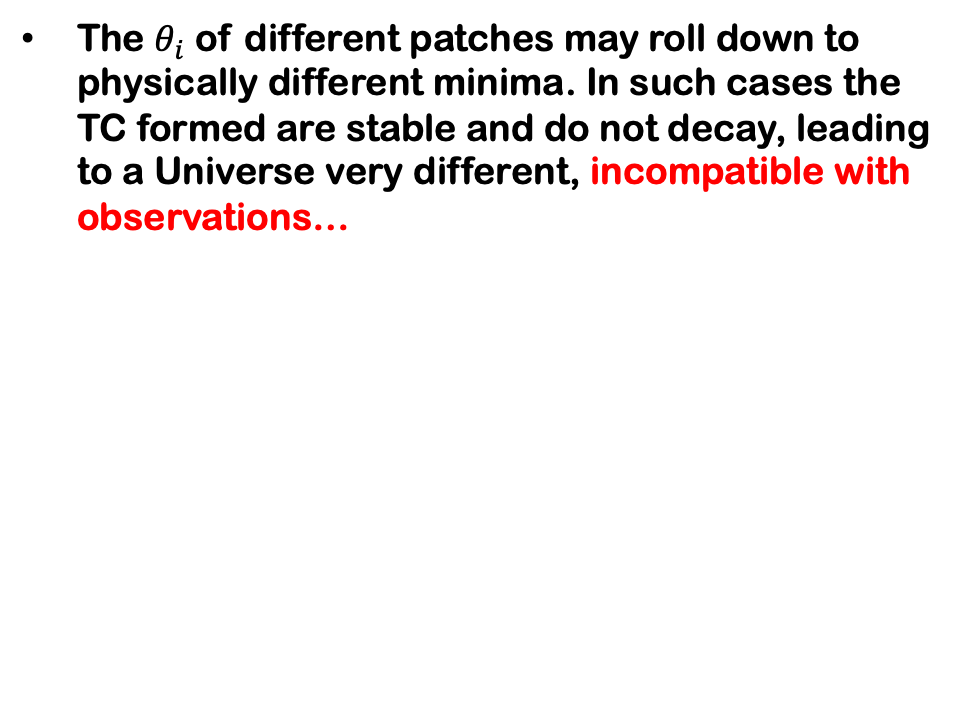 • The 𝜃𝑖 of different patches may roll down to
physically different minima. In such cases the
TC formed are stable and do not decay, leading
to a Universe very different, incompatible with
observations...